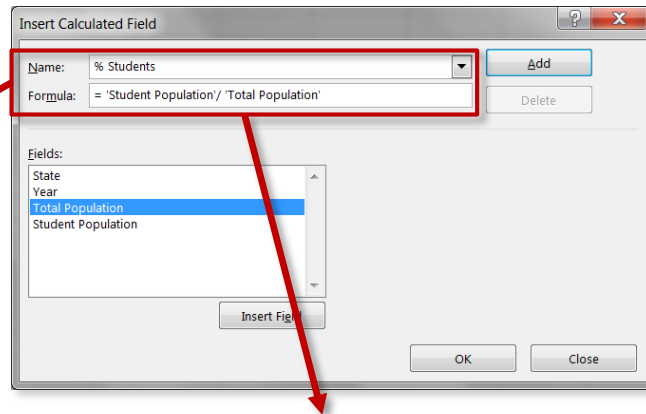 Insert Calculated Field
Name: % Students Add
Formula: = 'Student Population'/ 'Total Population' Delete
Fields:
State
Year
Total Population
Student Population
Insert Field
OK Close